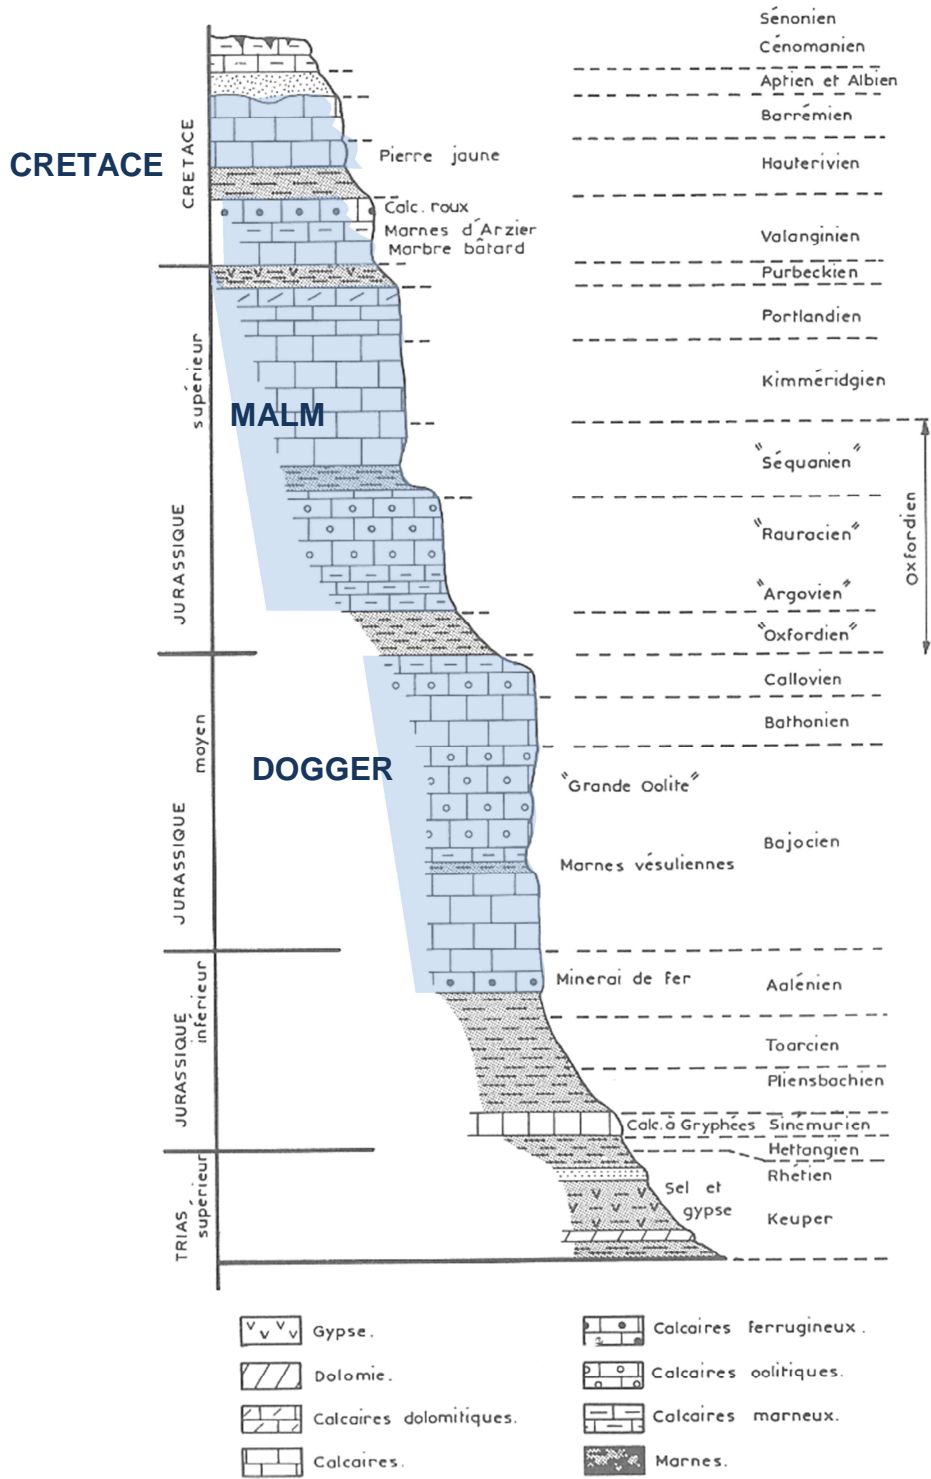 Sénonien
Cénomanien
Aptien et Albien
Barrémien
CRETACE
CRETACE
Pierre jaune
Hauterivien
Calc. roux
Marnes d'Arzier
Marbre bâtard
Valanginien
Purbeckien
Portlandien
supérieur
Kimméridgien
MALM
"Séquanien"
JURASSIQUE
"Rauracien"
Oxfordien
"Argovien"
"Oxfordien"
Callovien
moyen
Bathonien
DOGGER
"Grande Oolite"
JURASSIQUE
Bajocien
Marnes vésuliennes
inférieur
Minerai de fer
Aalénien
JURASSIQUE
Toarcien
Pliensbachien
Calc. à Gryphées
Sinémurien
Hettangien
Rhétien
TRIAS
supérieur
Sel et
gypse
Keuper
Gypse.
Calcaires ferrugineux.
Dolomie.
Calcaires oolitiques.
Calcaires dolomitiques.
Calcaires marneux.
Calcaires.
Marnes.